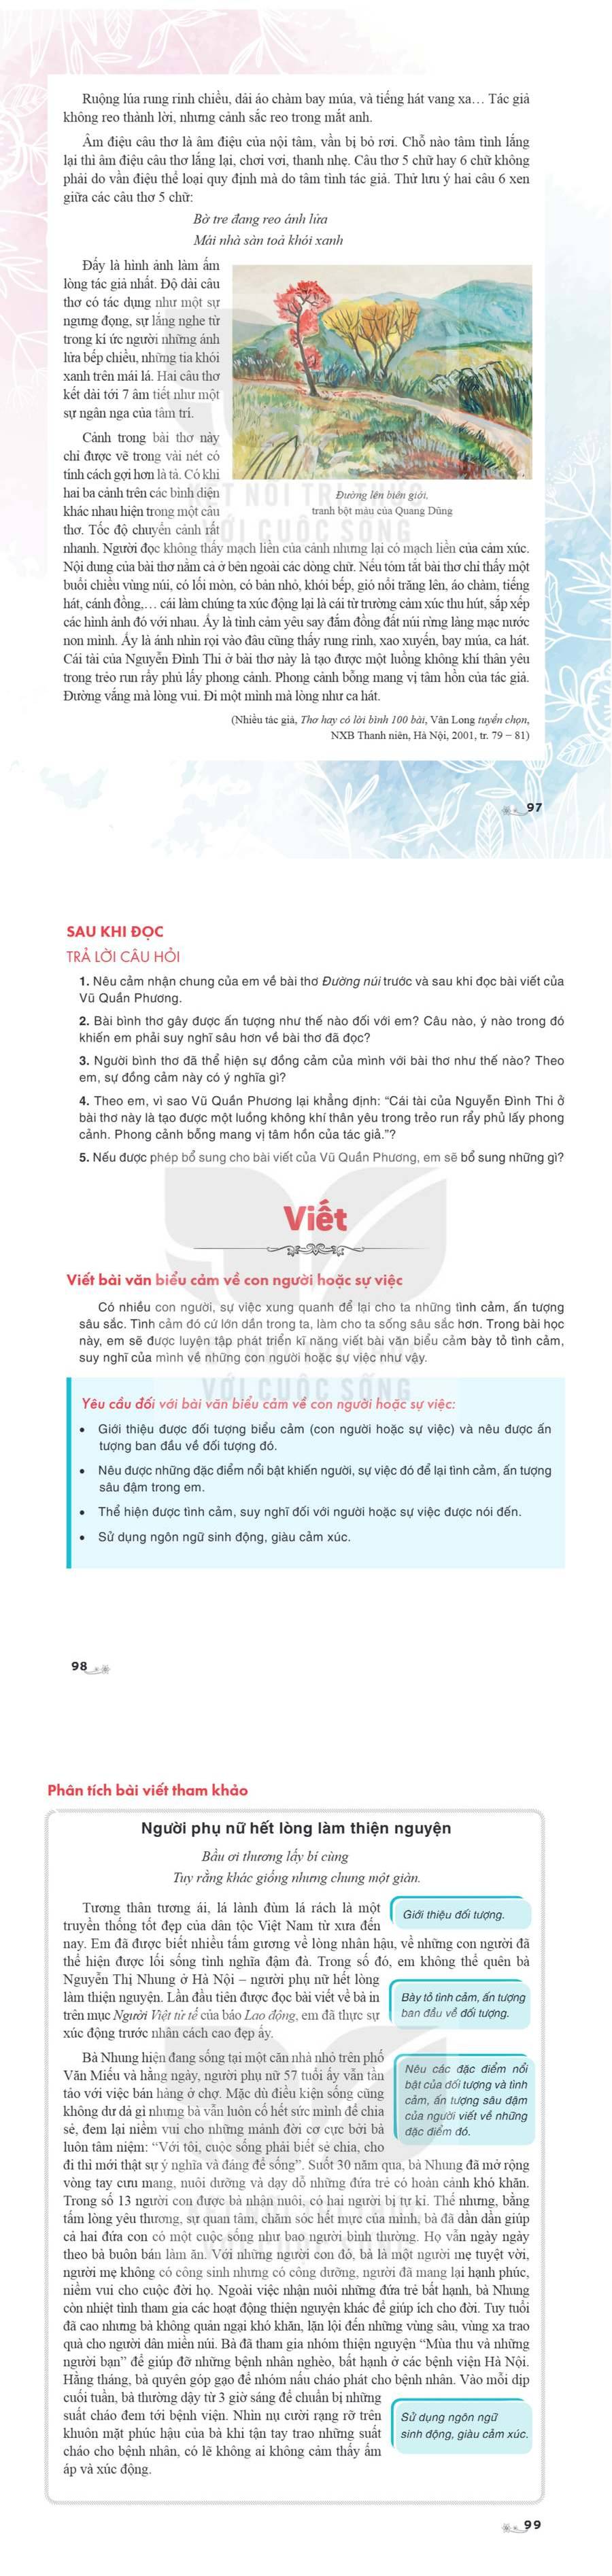 Ruộng lúa rung rinh chiều, dải áo chàm bay múa, và tiếng hát vang xa… Tác giả
không reo thành lời, nhưng cảnh sắc reo trong mắt anh.
Âm điệu câu thơ là âm điệu của nội tâm, vần bị bỏ rơi. Chỗ nào tâm tình lắng
lại thì âm điệu câu thơ lắng lại, chơi vơi, thanh nhẹ. Câu thơ 5 chữ hay 6 chữ không
phải do vần điệu thể loại quy định mà do tâm tình tác giả. Thử lưu ý hai câu 6 xen
giữa các câu thơ 5 chữ:
Bờ tre đang reo ánh lửa
Mái nhà sàn toả khói xanh
Đấy là hình ảnh làm ấm
lòng tác giả nhất. Độ dài câu
thơ có tác dụng như một sự
ngưng đọng, sự lắng nghe từ
trong kí ức người những ánh
lửa bếp chiều, những tia khói
xanh trên mái lá. Hai câu thơ
kết dài tới 7 âm tiết như một
sự ngân nga của tâm trí.
Cảnh trong bài thơ này
chỉ được vẽ trong vài nét có
tính cách gợi hơn là tả. Có khi
hai ba cảnh trên các bình diện
khác nhau hiện trong một câu
thơ. Tốc độ chuyển cảnh rất
Đường lên biên giới,
tranh bột màu của Quang Dũng
nhanh. Người đọc không thấy mạch liền của cảnh nhưng lại có mạch liền của cảm xúc.
Nội dung của bài thơ nằm cả ở bên ngoài các dòng chữ. Nếu tóm tắt bài thơ chỉ thấy một
buổi chiều vùng núi, có lối mòn, có bản nhỏ, khói bếp, gió nổi trăng lên, áo chàm, tiếng
hát, cánh đồng,… cái làm chúng ta xúc động lại là cái từ trường cảm xúc thu hút, sắp xếp
các hình ảnh đó với nhau. Ấy là tình cảm yêu say đắm đồng đất núi rừng làng mạc nước
non mình. Ấy là ánh nhìn rọi vào đâu cũng thấy rung rinh, xao xuyến, bay múa, ca hát.
Cái tài của Nguyễn Đình Thi ở bài thơ này là tạo được một luồng không khí thân yêu
trong trẻo run rẩy phủ lấy phong cảnh. Phong cảnh bỗng mang vị tâm hồn của tác giả.
Đường vắng mà lòng vui. Đi một mình mà lòng như ca hát.
(Nhiều tác giả, Thơ hay có lời bình 100 bài, Vân Long tuyển chọn,
NXB Thanh niên, Hà Nội, 2001, tr. 79 – 81)
KẾT NỐI TRI THỨC
VỚI CUỘC SỐNG
97
SAU KHI ĐỌC
TRẢ LỜI CÂU HỎI
1. Nêu cảm nhận chung của em về bài thơ Đường núi trước và sau khi đọc bài viết của
Vũ Quần Phương.
2. Bài bình thơ gây được ấn tượng như thế nào đối với em? Câu nào, ý nào trong đó
khiến em phải suy nghĩ sâu hơn về bài thơ đã đọc?
3. Người bình thơ đã thể hiện sự đồng cảm của mình với bài thơ như thế nào? Theo
em, sự đồng cảm này có ý nghĩa gì?
4. Theo em, vì sao Vũ Quần Phương lại khẳng định: “Cái tài của Nguyễn Đình Thi ở
bài thơ này là tạo được một luồng không khí thân yêu trong trẻo run rẩy phủ lấy phong
cảnh. Phong cảnh bỗng mang vị tâm hồn của tác giả.”?
5. Nếu được phép bổ sung cho bài viết của Vũ Quần Phương, em sẽ bổ sung những gì?
Viết
Viết bài văn biểu cảm về con người hoặc sự việc
Có nhiều con người, sự việc xung quanh để lại cho ta những tình cảm, ấn tượng
sâu sắc. Tình cảm đó cứ lớn dần trong ta, làm cho ta sống sâu sắc hơn. Trong bài học
này, em sẽ được luyện tập phát triển kĩ năng viết bài văn biểu cảm bày tỏ tình cảm,
suy nghĩ của mình về những con người hoặc sự việc như vậy.
KẾT NỐI TRI THỨC
VỚI CUỘC SỐNG
Yêu cầu đối với bài văn biểu cảm về con người hoặc sự việc:
• Giới thiệu được đối tượng biểu cảm (con người hoặc sự việc) và nêu được ấn
tượng ban đầu về đối tượng đó.
• Nêu được những đặc điểm nổi bật khiến người, sự việc đó để lại tình cảm, ấn tượng
sâu đậm trong em.
• Thể hiện được tình cảm, suy nghĩ đối với người hoặc sự việc được nói đến.
• Sử dụng ngôn ngữ sinh động, giàu cảm xúc.
98
Phân tích bài viết tham khảo
Người phụ nữ hết lòng làm thiện nguyện
Bầu ơi thương lấy bí cùng
Tuy rằng khác giống nhưng chung một giàn.
Tương thân tương ái, lá lành đùm lá rách là một
truyền thống tốt đẹp của dân tộc Việt Nam từ xưa đến
nay. Em đã được biết nhiều tấm gương về lòng nhân hậu, về những con người đã
thể hiện được lối sống tình nghĩa đậm đà. Trong số đó, em không thể quên bà
Nguyễn Thị Nhung ở Hà Nội – người phụ nữ hết lòng
làm thiện nguyện. Lần đầu tiên được đọc bài viết về bà in
trên mục Người Việt tử tế của báo Lao động, em đã thực sự
xúc động trước nhân cách cao đẹp ấy.
Giới thiệu đối tượng.
Bày tỏ tình cảm, ấn tượng
ban đầu về đối tượng.
Bà Nhung hiện đang sống tại một căn nhà nhỏ trên phố
Văn Miếu và hằng ngày, người phụ nữ 57 tuổi ấy vẫn tần
tảo với việc bán hàng ở chợ. Mặc dù điều kiện sống cũng
không dư dả gì nhưng bà vẫn luôn cố hết sức mình để chia
sẻ, đem lại niềm vui cho những mảnh đời cơ cực bởi bà
luôn tâm niệm: “Với tôi, cuộc sống phải biết sẻ chia, cho
đi thì mới thật sự ý nghĩa và đáng để sống”. Suốt 30 năm qua, bà Nhung đã mở rộng
vòng tay cưu mang, nuôi dưỡng và dạy dỗ những đứa trẻ có hoàn cảnh khó khăn.
Trong số 13 người con được bà nhận nuôi, có hai người bị tự kỉ. Thế nhưng, bằng
tấm lòng yêu thương, sự quan tâm, chăm sóc hết mực của mình, bà đã dần dần giúp
cả hai đứa con có một cuộc sống như bao người bình thường. Họ vẫn ngày ngày
theo bà buôn bán làm ăn. Với những người con đó, bà là một người mẹ tuyệt vời,
người mẹ không có công sinh nhưng có công dưỡng, người đã mang lại hạnh phúc,
niềm vui cho cuộc đời họ. Ngoài việc nhận nuôi những đứa trẻ bất hạnh, bà Nhung
còn nhiệt tình tham gia các hoạt động thiện nguyện khác để giúp ích cho đời. Tuy tuổi
đã cao nhưng bà không quản ngại khó khăn, lặn lội đến những vùng sâu, vùng xa trao
quà cho người dân miền núi. Bà đã tham gia nhóm thiện nguyện “Mùa thu và những
người bạn” để giúp đỡ những bệnh nhân nghèo, bất hạnh ở các bệnh viện Hà Nội.
Hằng tháng, bà quyên góp gạo để nhóm nấu cháo phát cho bệnh nhân. Vào mỗi dịp
cuối tuần, bà thường dậy từ 3 giờ sáng để chuẩn bị những
suất cháo đem tới bệnh viện. Nhìn nụ cười rạng rỡ trên
khuôn mặt phúc hậu của bà khi tận tay trao những suất
cháo cho bệnh nhân, có lẽ không ai không cảm thấy ấm
áp và xúc động.
Nêu các đặc điểm nổi
bật của đối tượng và tình
cảm, ấn tượng sâu đậm
của người viết về những
đặc điểm đó.
Sử dụng ngôn ngữ
sinh động, giàu cảm xúc.
99